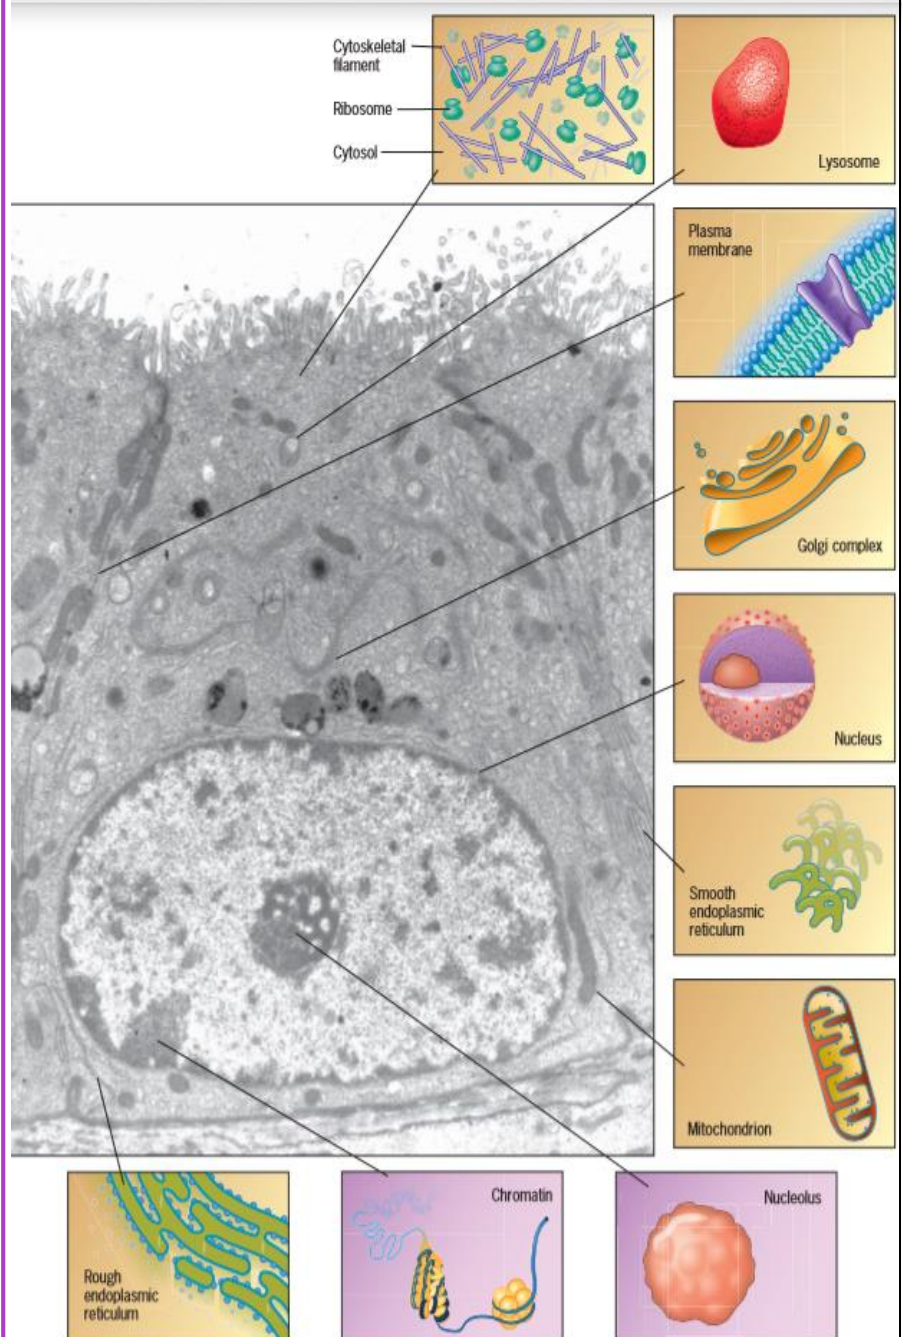 Cytoskeletal
filament
Ribosome
Cytosol
Lysosome
Plasma
membrane
Golgi complex
Nucleus
Smooth
endoplasmic
reticulum
Mitochondrion
Rough
endoplasmic
reticulum
Chromatin
Nucleolus